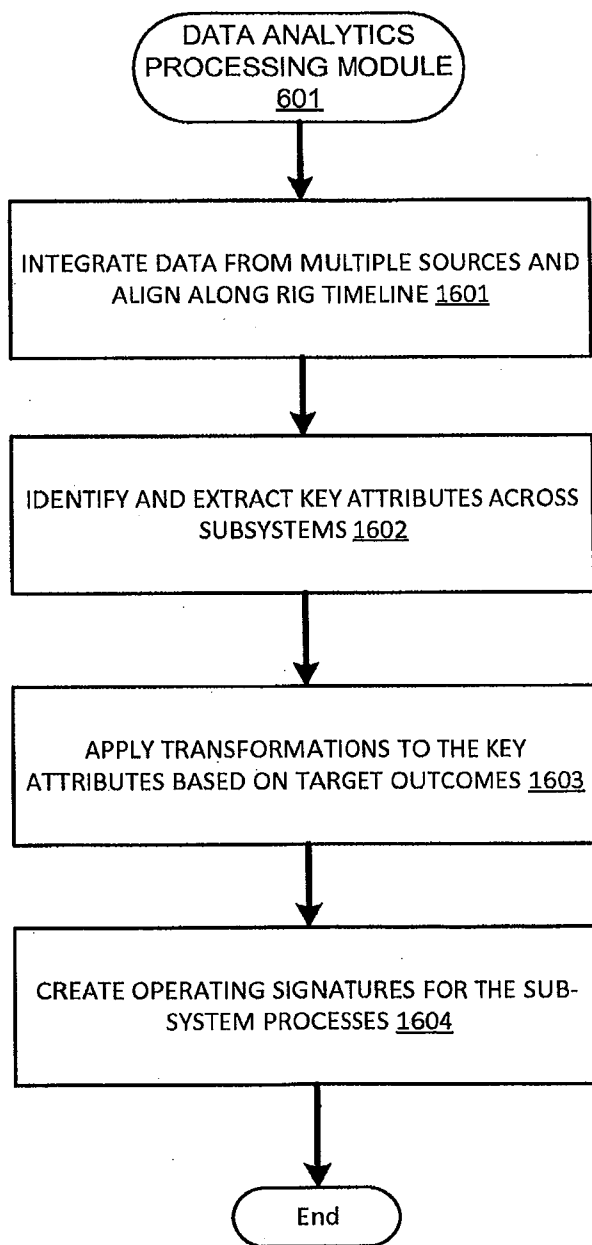 DATA ANALYTICS
PROCESSING MODULE
601
INTEGRATE DATA FROM MULTIPLE SOURCES AND
ALIGN ALONG RIG TIMELINE 1601
IDENTIFY AND EXTRACT KEY ATTRIBUTES ACROSS
SUBSYSTEMS 1602
APPLY TRANSFORMATIONS TO THE KEY
ATTRIBUTES BASED ON TARGET OUTCOMES 1603
CREATE OPERATING SIGNATURES FOR THE SUB-
SYSTEM PROCESSES 1604
End